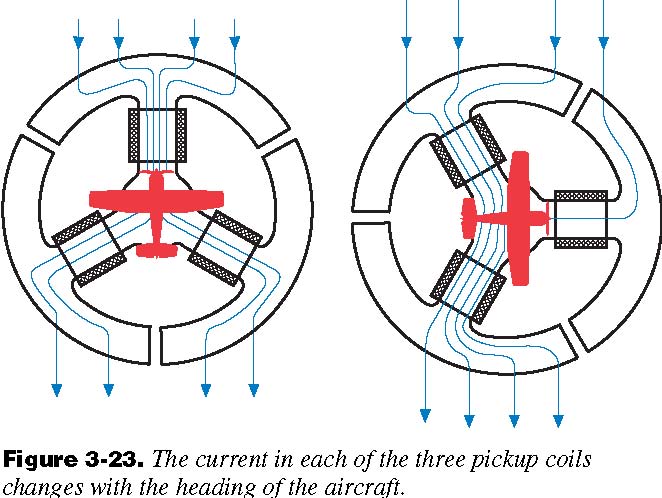 Figure 3-23. The current in each of the three pickup coils
changes with the heading of the aircraft.